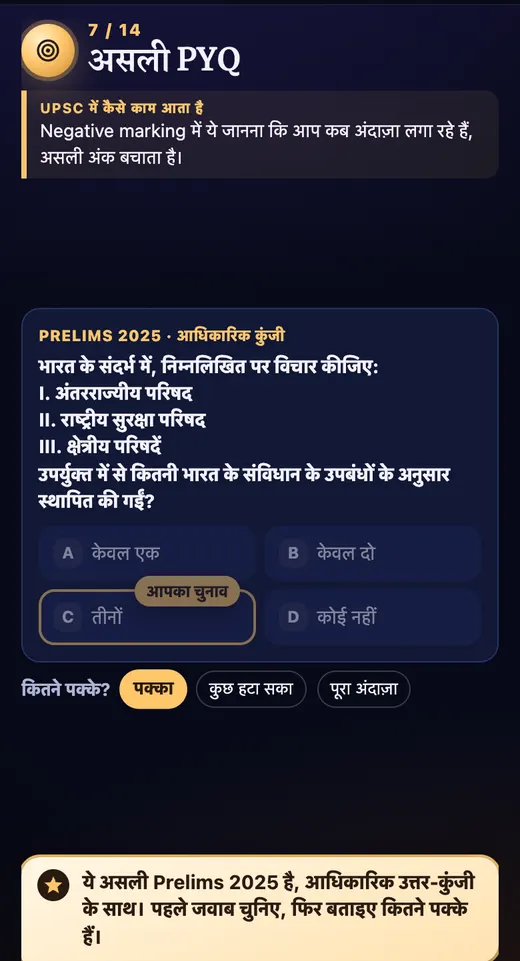 7 / 14
असली PYQ
UPSC में कैसे काम आता है
Negative marking में ये जानना कि आप कब अंदाज़ा लगा रहे हैं,
असली अंक बचाता है।
PRELIMS 2025 · आधिकारिक कुंजी
भारत के संदर्भ में, निम्नलिखित पर विचार कीजिए:
I. अंतरराज्यीय परिषद
II. राष्ट्रीय सुरक्षा परिषद
III. क्षेत्रीय परिषदें
उपर्युक्त में से कितनी भारत के संविधान के उपबंधों के अनुसार
स्थापित की गईं?
A केवल एक
B केवल दो
आपका चुनाव
C तीनों
D कोई नहीं
कितने पक्के? पक्का कुछ हटा सका पूरा अंदाज़ा
ये असली Prelims 2025 है, आधिकारिक उत्तर-कुंजी
के साथ। पहले जवाब चुनिए, फिर बताइए कितने पक्के
हैं।